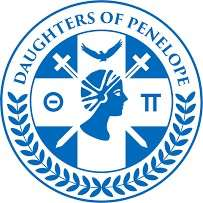 DAUGHTERS OF PENELOPE
Θ Π